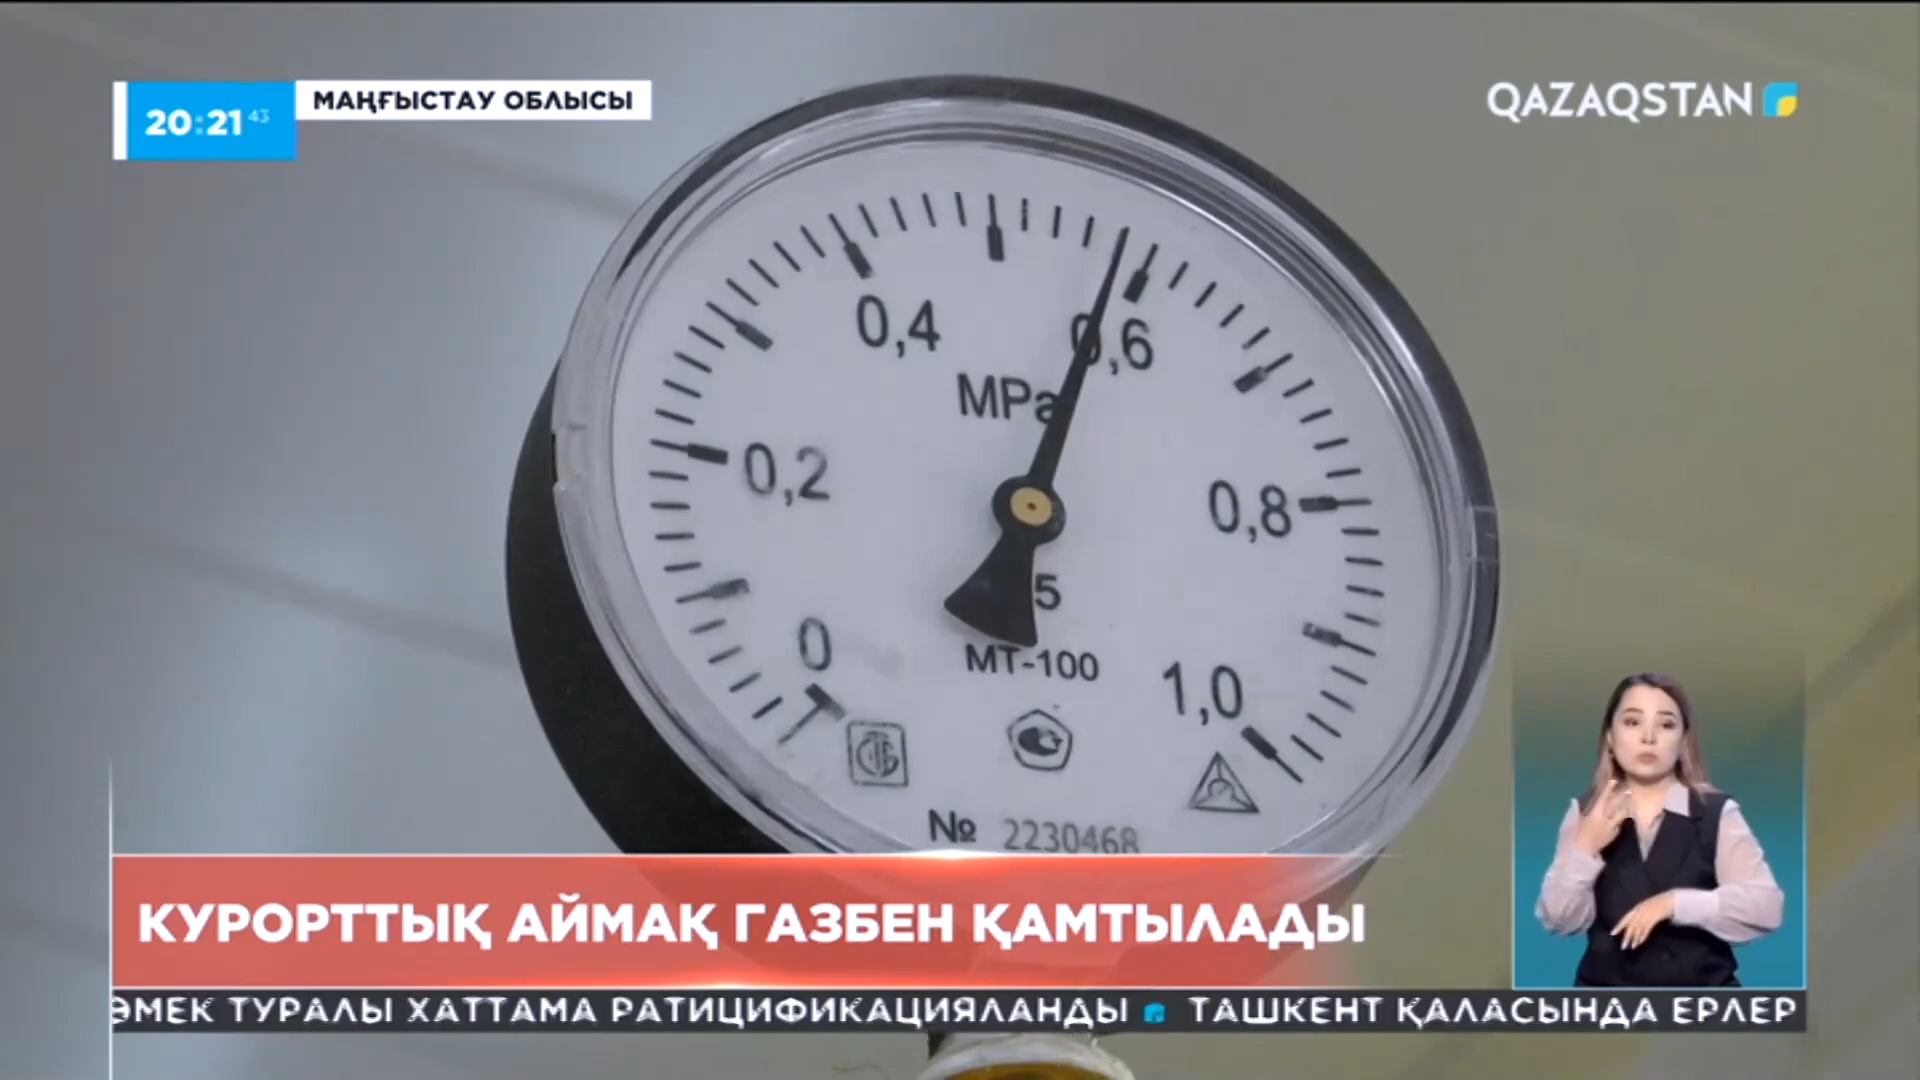 20:21 43
МАҢҒЫСТАУ ОБЛЫСЫ
QAZAQSTAN
0,4
0,6
MPa
0,2
0,8
5
0
МТ-100
1,0
№ 2230468
КУРОРТТЫҚ АЙМАҚ ГАЗБЕН ҚАМТЫЛАДЫ
ӘМЕК ТУРАЛЫ ХАТТАМА РАТИЦИФИКАЦИЯЛАНДЫ ТАШКЕНТ ҚАЛАСЫНДА ЕРЛЕР